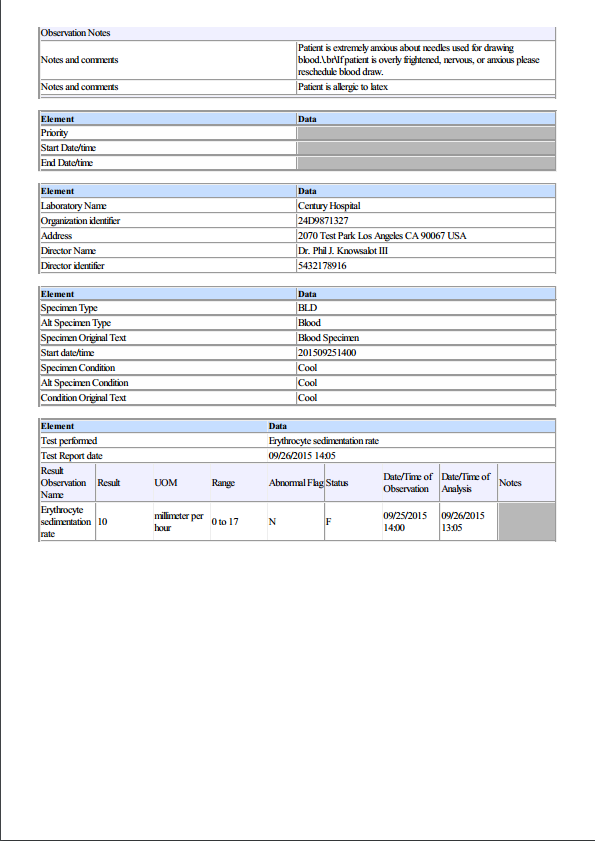 Observation Notes
Notes and comments
Patient is extremely anxious about needles used for drawing
blood.\.br\If patient is overly frightened, nervous, or anxious please
reschedule blood draw.
Notes and comments Patient is allergic to latex
Element Data
Priority
Start Date/time
End Date/time
Element Data
Laboratory Name Century Hospital
Organization identifier 24D9871327
Address 2070 Test Park Los Angeles CA 90067 USA
Director Name Dr. Phil J. Knowsalot III
Director identifier 5432178916
Element Data
Specimen Type BLD
Alt Specimen Type Blood
Specimen Original Text Blood Specimen
Start date/time 201509251400
Specimen Condition Cool
Alt Specimen Condition Cool
Condition Original Text Cool
Element Data
Test performed Erythrocyte sedimentation rate
Test Report date 09/26/2015 14:05
Result
Observation
Name
Result
UOM
Range
Abnormal Flag
Status
Date/Time of
Observation
Date/Time of
Analysis
Notes
Erythrocyte
sedimentation
rate
10
millimeter per
hour
0 to 17
N
F
09/25/2015
14:00
09/26/2015
13:05